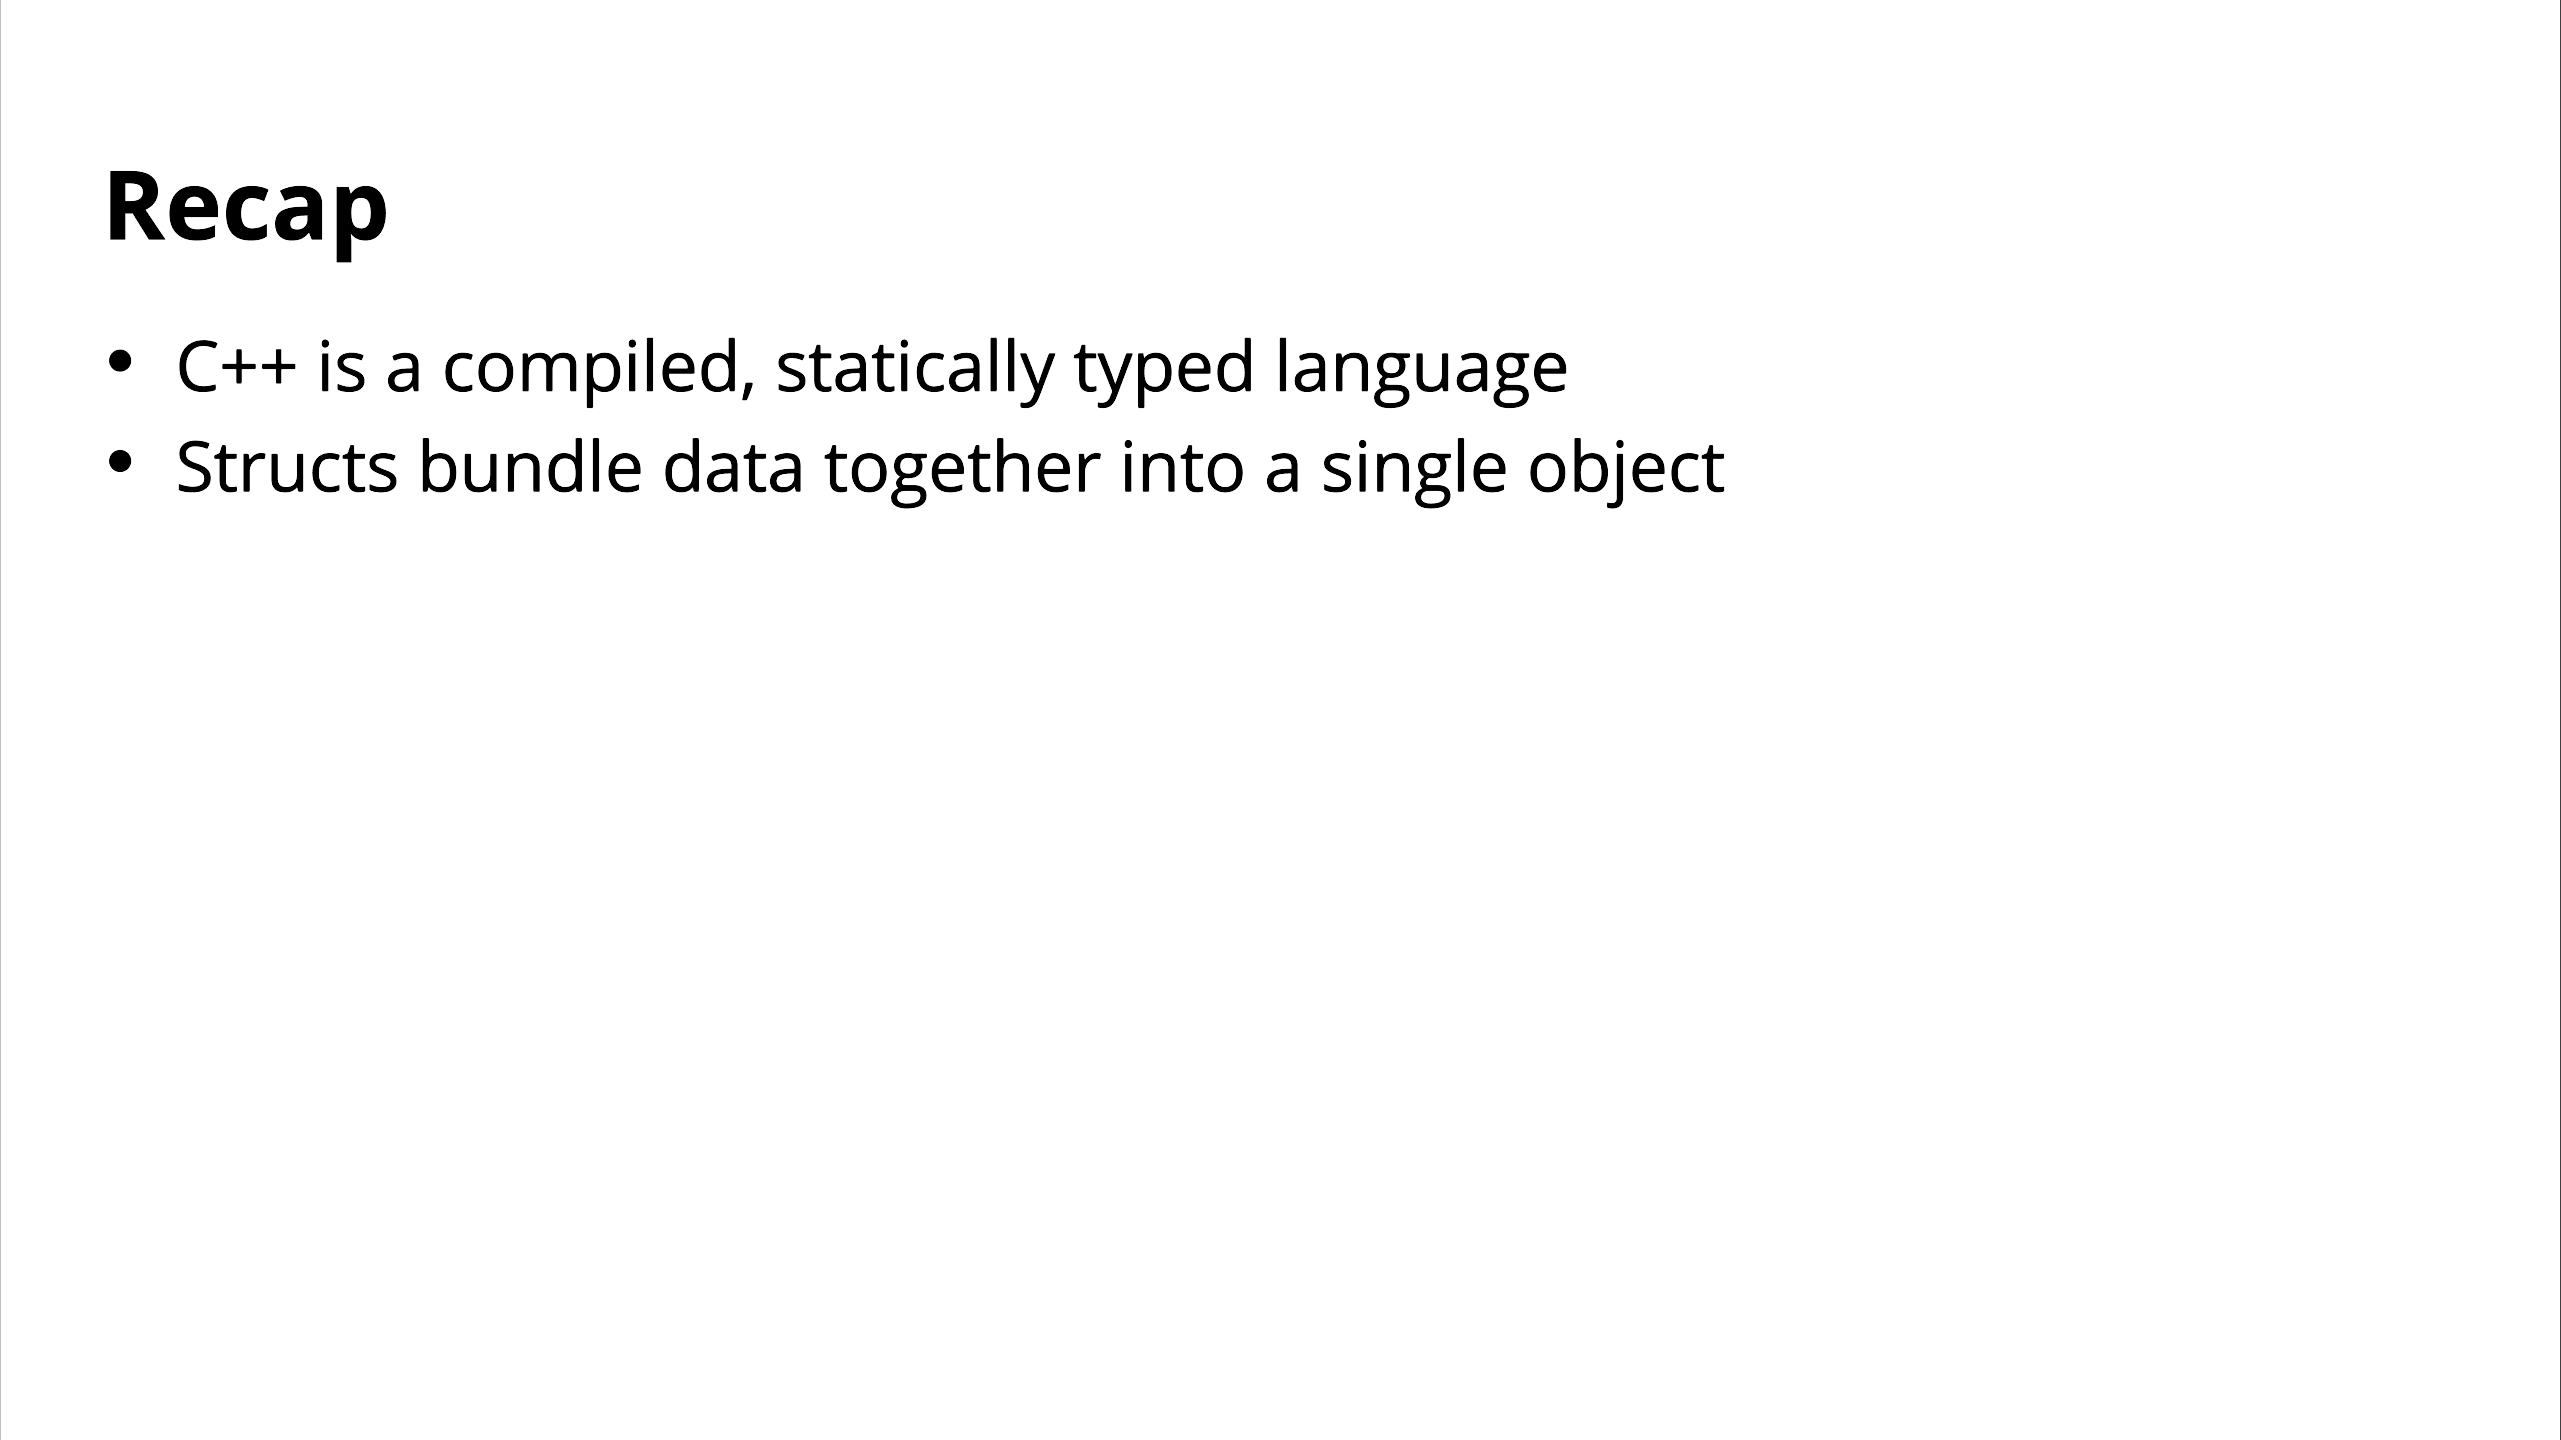 Recap
• C++ is a compiled, statically typed language
• Structs bundle data together into a single object